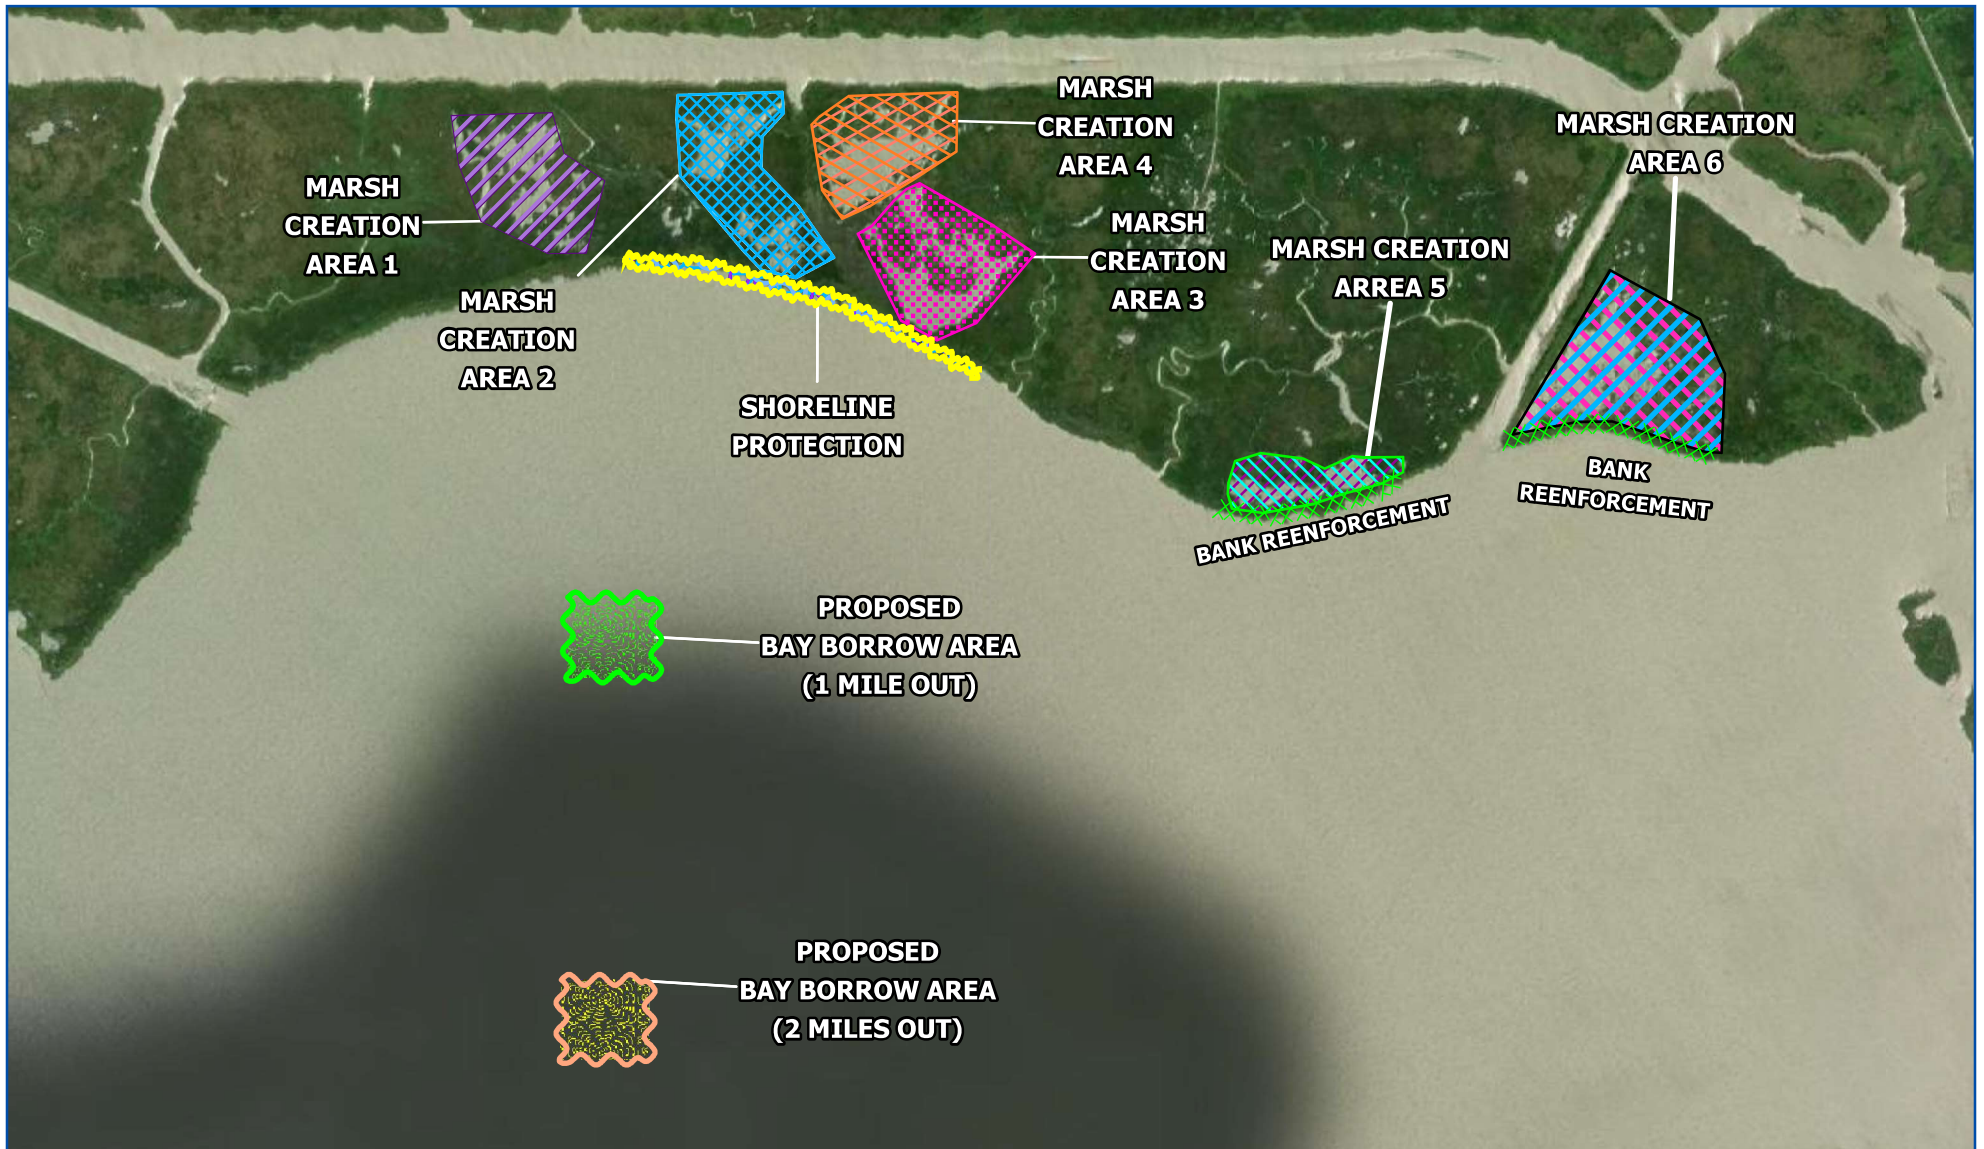 MARSH
CREATION
AREA 1
MARSH
CREATION
AREA 2
SHORELINE
PROTECTION
MARSH
CREATION
AREA 4
MARSH
CREATION
AREA 3
MARSH CREATION
ARREA 5
BANK REENFORCEMENT
MARSH CREATION
AREA 6
BANK
REENFORCEMENT
PROPOSED
BAY BORROW AREA
(1 MILE OUT)
PROPOSED
BAY BORROW AREA
(2 MILES OUT)